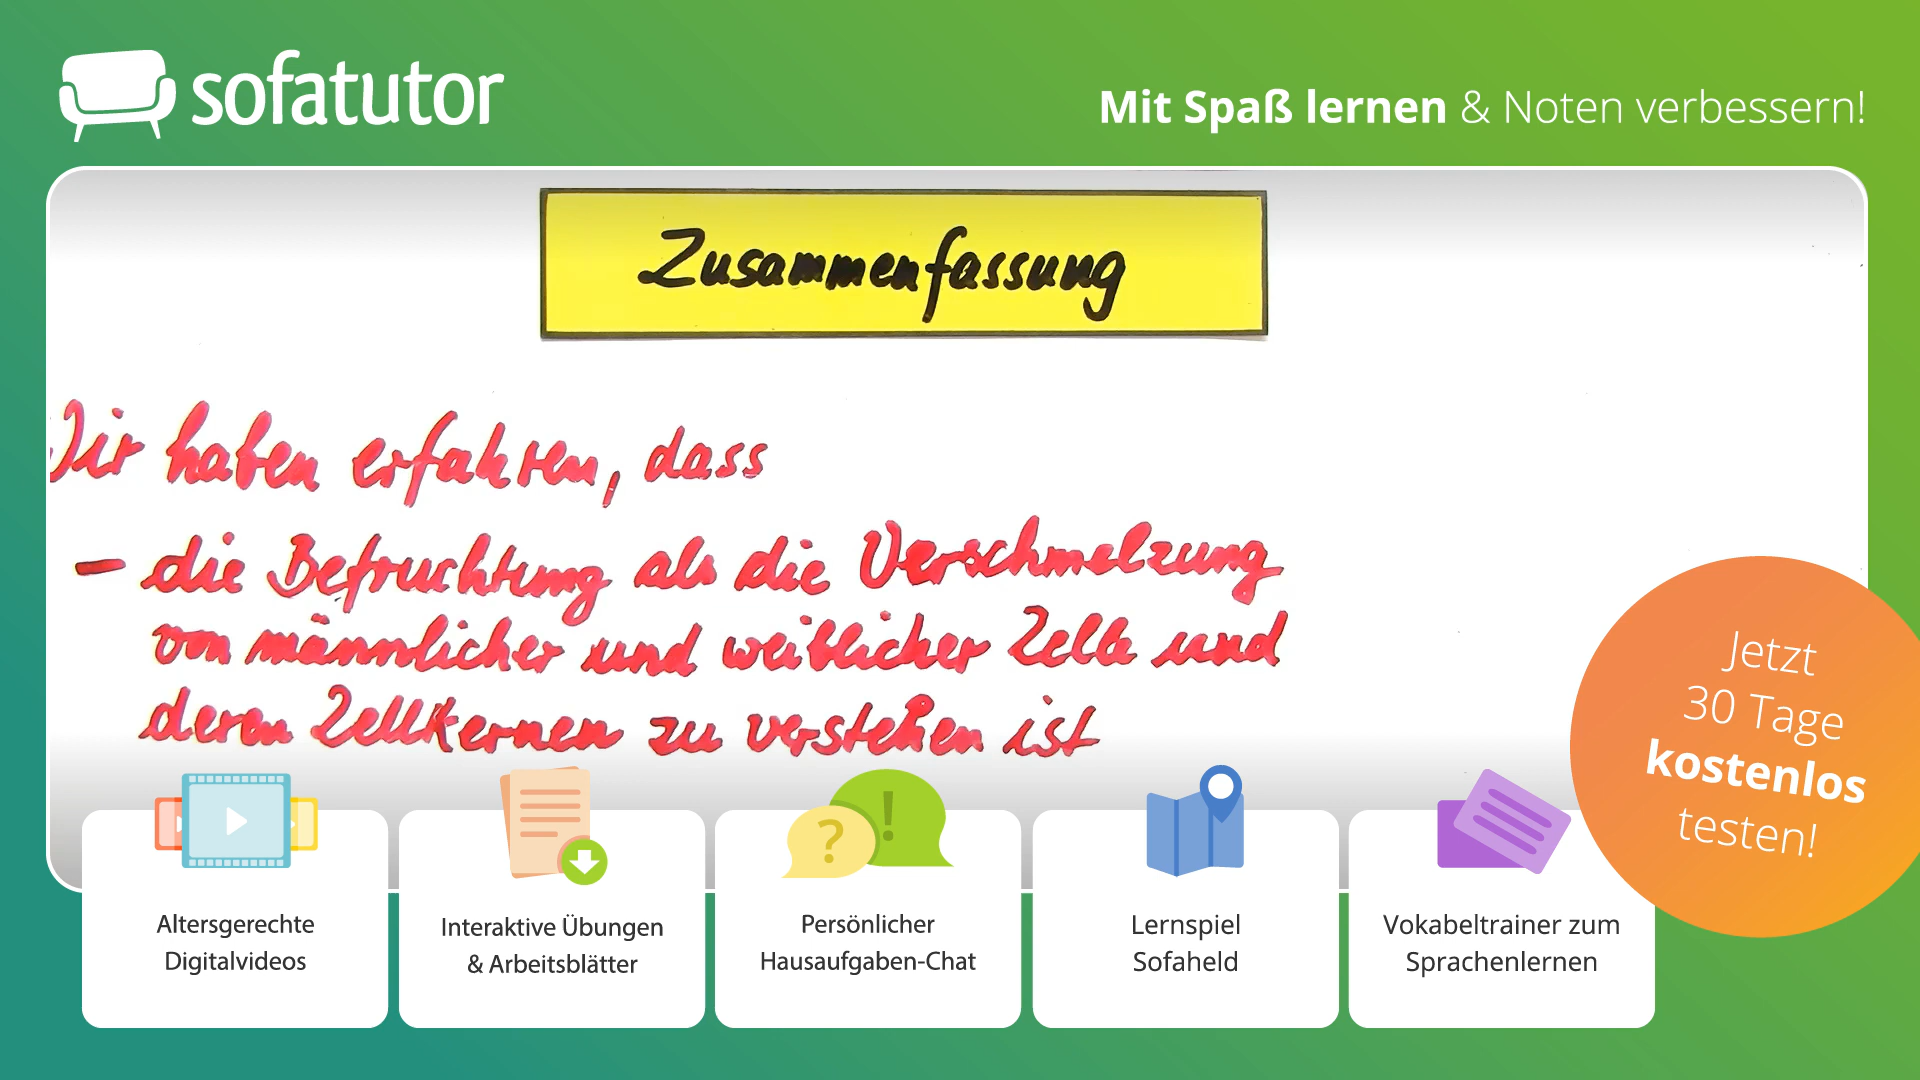 sofatutor
Mit Spaß lernen & Noten verbessern!
Zusammenfassung
Wir haben erfahren, dass
– die Befruchtung als die Verschmelzung
von männlicher und weiblicher Zelle und
deren Zellkernen zu verstehen ist
Jetzt
30 Tage
kostenlos
testen!
?
!
Altersgerechte
Digitalvideos
Interaktive Übungen
& Arbeitsblätter
Persönlicher
Hausaufgaben-Chat
Lernspiel
Sofaheld
Vokabeltrainer zum
Sprachenlernen